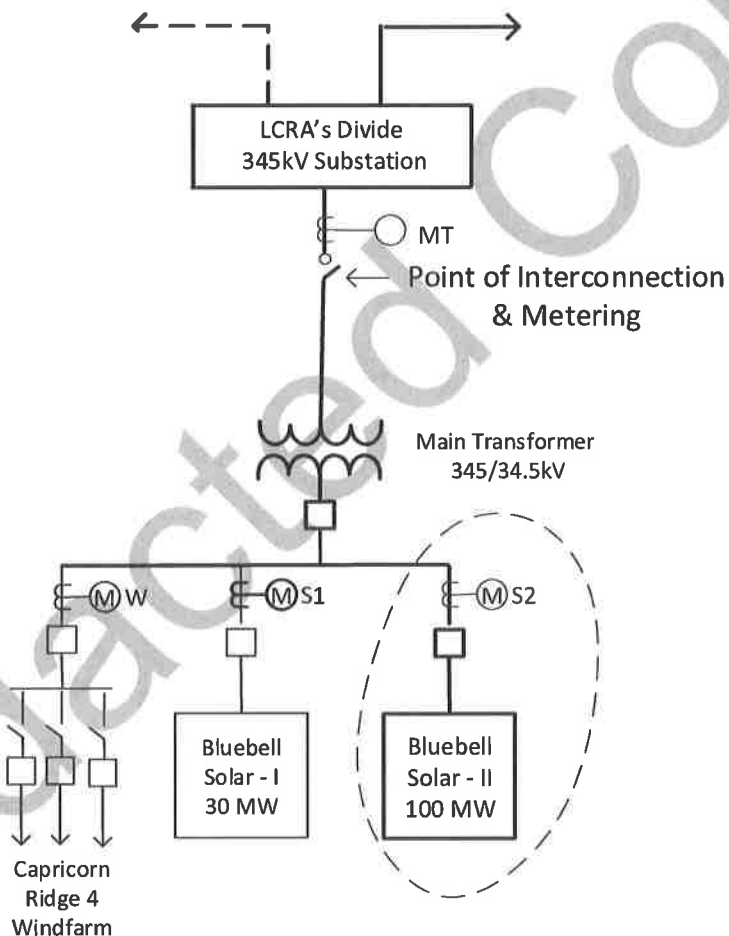 LCRA's Divide
345kV Substation
MT
Point of Interconnection
& Metering
Main Transformer
345/34.5kV
M W
M S1
M S2
Bluebell
Solar - I
30 MW
Bluebell
Solar - II
100 MW
Capricorn
Ridge 4
Windfarm